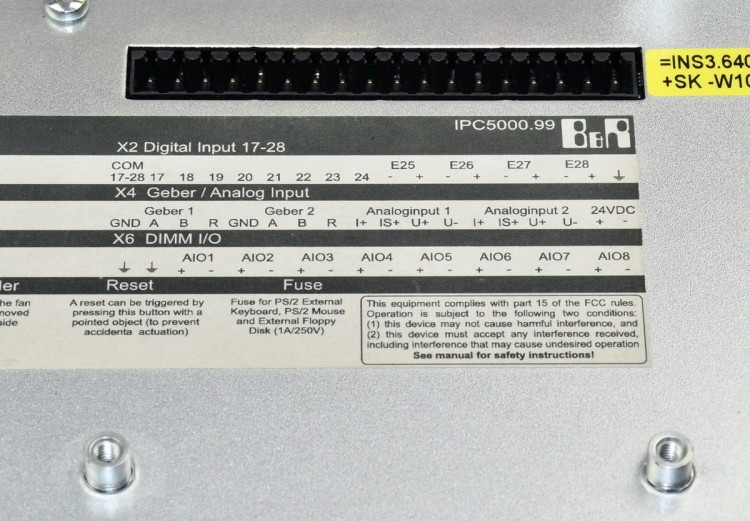 =INS3.640
+SK -W10
IPC5000.99 B&R
X2 Digital Input 17-28
COM E25 E26 E27 E28
17-28 17 18 19 20 21 22 23 24 - + - + - + - +
X4 Geber / Analog Input
Geber 1 Geber 2 Analoginput 1 Analoginput 2 24VDC
GND A B R GND A B R I+ IS+ U+ U- I+ IS+ U+ U- + -
X6 DIMM I/O
AIO1 AIO2 AIO3 AIO4 AIO5 AIO6 AIO7 AIO8
+ - + - + - + - + - + - + - + -
ler Reset Fuse
he fan
moved
side
A reset can be triggered by
pressing this button with a
pointed object (to prevent
accidenta actuation)
Fuse for PS/2 External
Keyboard, PS/2 Mouse
and External Floppy
Disk (1A/250V)
This equipment complies with part 15 of the FCC rules.
Operation is subject to the following two conditions:
(1) this device may not cause harmful interference, and
(2) this device must accept any interference received,
including interference that may cause undesired operation
See manual for safety instructions!